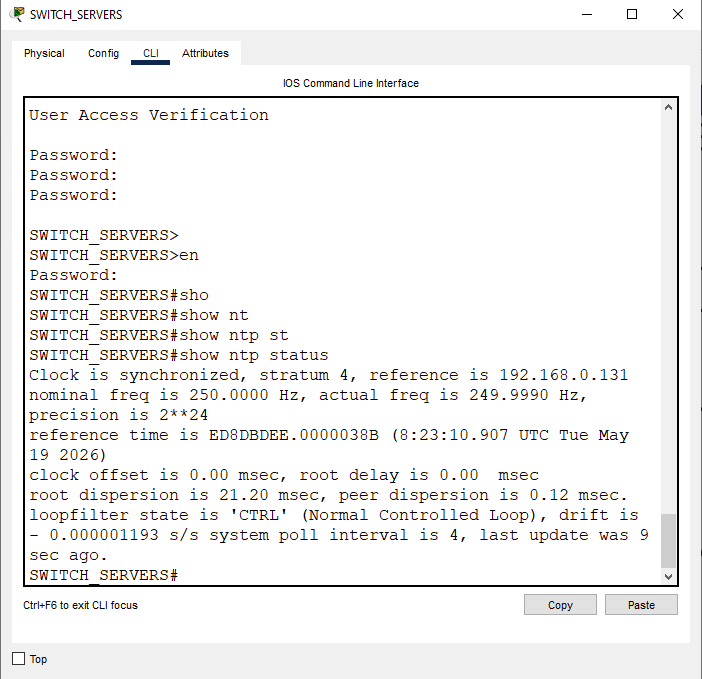 SWITCH_SERVERS
Physical Config CLI Attributes
IOS Command Line Interface
User Access Verification
Password:
Password:
Password:
SWITCH_SERVERS>
SWITCH_SERVERS>en
Password:
SWITCH_SERVERS#sho
SWITCH_SERVERS#show nt
SWITCH_SERVERS#show ntp st
SWITCH_SERVERS#show ntp status
Clock is synchronized, stratum 4, reference is 192.168.0.131
nominal freq is 250.0000 Hz, actual freq is 249.9990 Hz,
precision is 2**24
reference time is ED8DBDEE.0000038B (8:23:10.907 UTC Tue May
19 2026)
clock offset is 0.00 msec, root delay is 0.00  msec
root dispersion is 21.20 msec, peer dispersion is 0.12 msec.
loopfilter state is 'CTRL' (Normal Controlled Loop), drift is
- 0.000001193 s/s system poll interval is 4, last update was 9
sec ago.
SWITCH_SERVERS#
Ctrl+F6 to exit CLI focus
Copy Paste
Top